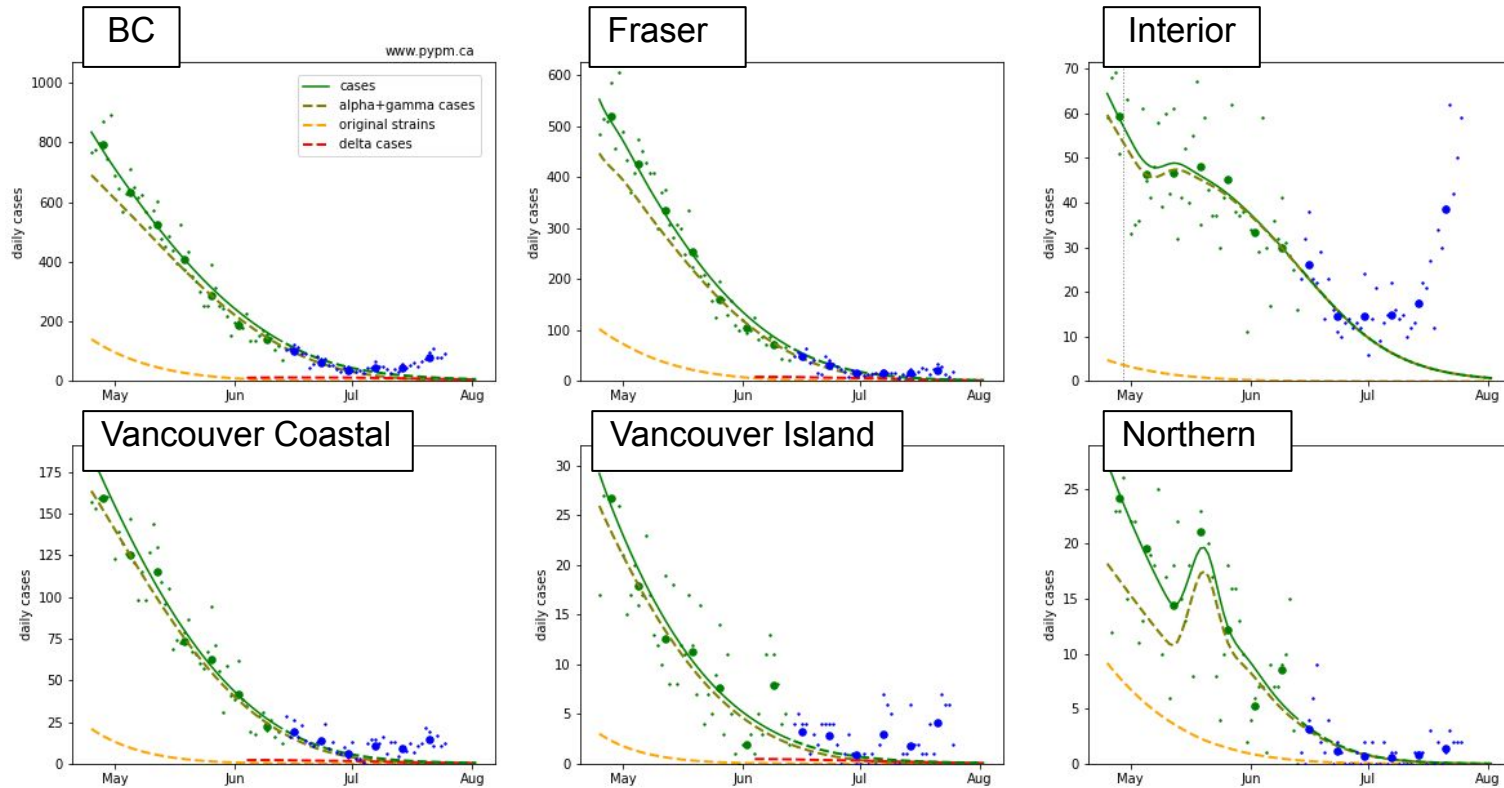 BC
www.pypm.ca
cases
alpha+gamma cases
original strains
delta cases
daily cases
1000
800
600
400
200
0
May
Jun
Jul
Aug
Fraser
daily cases
600
500
400
300
200
100
0
May
Jun
Jul
Aug
Interior
daily cases
70
60
50
40
30
20
10
0
May
Jun
Jul
Aug
Vancouver Coastal
daily cases
175
150
125
100
75
50
25
0
May
Jun
Jul
Aug
Vancouver Island
daily cases
30
25
20
15
10
5
0
May
Jun
Jul
Aug
Northern
daily cases
25
20
15
10
5
0
May
Jun
Jul
Aug